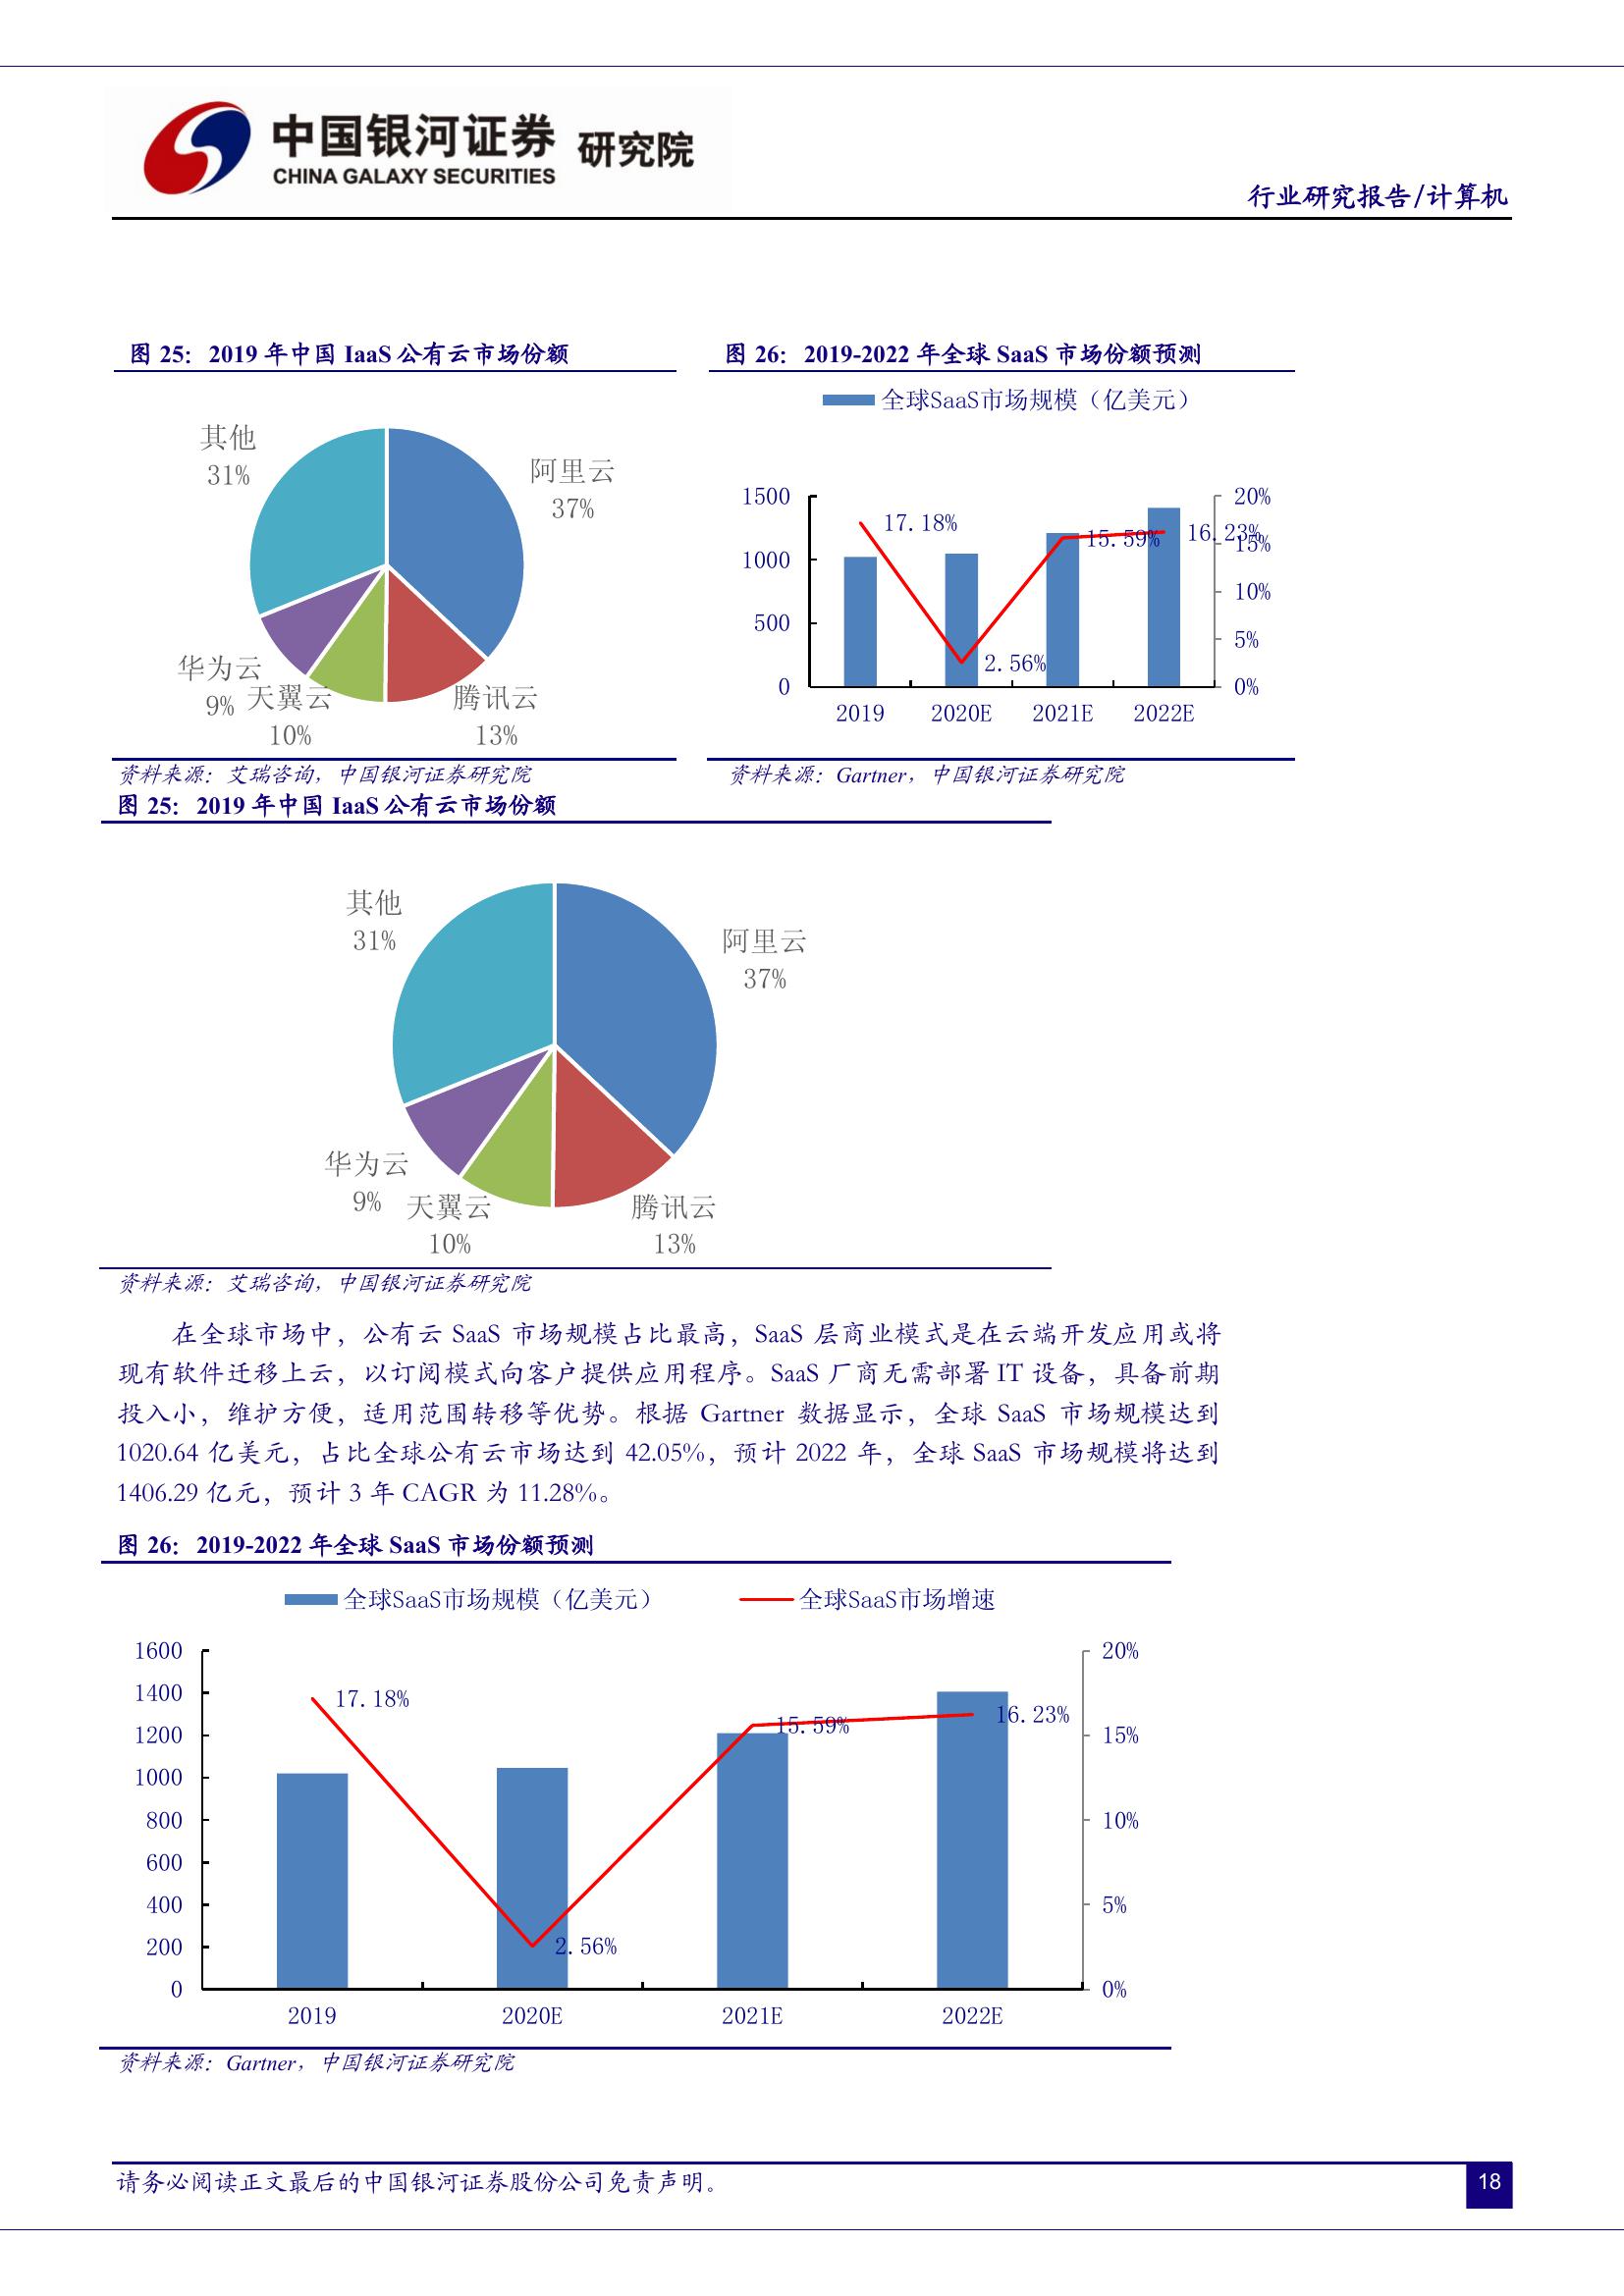 中国银河证券 研究院
CHINA GALAXY SECURITIES
行业研究报告/计算机
图 25：2019 年中国 IaaS 公有云市场份额
其他
31%
阿里云
37%
华为云
9%
天翼云
10%
腾讯云
13%
资料来源：艾瑞咨询，中国银河证券研究院
图 26：2019-2022 年全球 SaaS 市场份额预测
全球SaaS市场规模（亿美元）
1500
1000
500
0
20%
15%
10%
5%
0%
17.18%
2.56%
15.59%
16.23%
2019 2020E 2021E 2022E
资料来源：Gartner，中国银河证券研究院
图 25：2019 年中国 IaaS 公有云市场份额
其他
31%
阿里云
37%
华为云
9%
天翼云
10%
腾讯云
13%
资料来源：艾瑞咨询，中国银河证券研究院
在全球市场中，公有云 SaaS 市场规模占比最高，SaaS 层商业模式是在云端开发应用或将
现有软件迁移上云，以订阅模式向客户提供应用程序。SaaS 厂商无需部署 IT 设备，具备前期
投入小，维护方便，适用范围转移等优势。根据 Gartner 数据显示，全球 SaaS 市场规模达到
1020.64 亿美元，占比全球公有云市场达到 42.05%，预计 2022 年，全球 SaaS 市场规模将达到
1406.29 亿元，预计 3 年 CAGR 为 11.28%。
图 26：2019-2022 年全球 SaaS 市场份额预测
全球SaaS市场规模（亿美元） 全球SaaS市场增速
1600
1400
1200
1000
800
600
400
200
0
20%
15%
10%
5%
0%
17.18%
2.56%
15.59%
16.23%
2019 2020E 2021E 2022E
资料来源：Gartner，中国银河证券研究院
请务必阅读正文最后的中国银河证券股份公司免责声明。
18